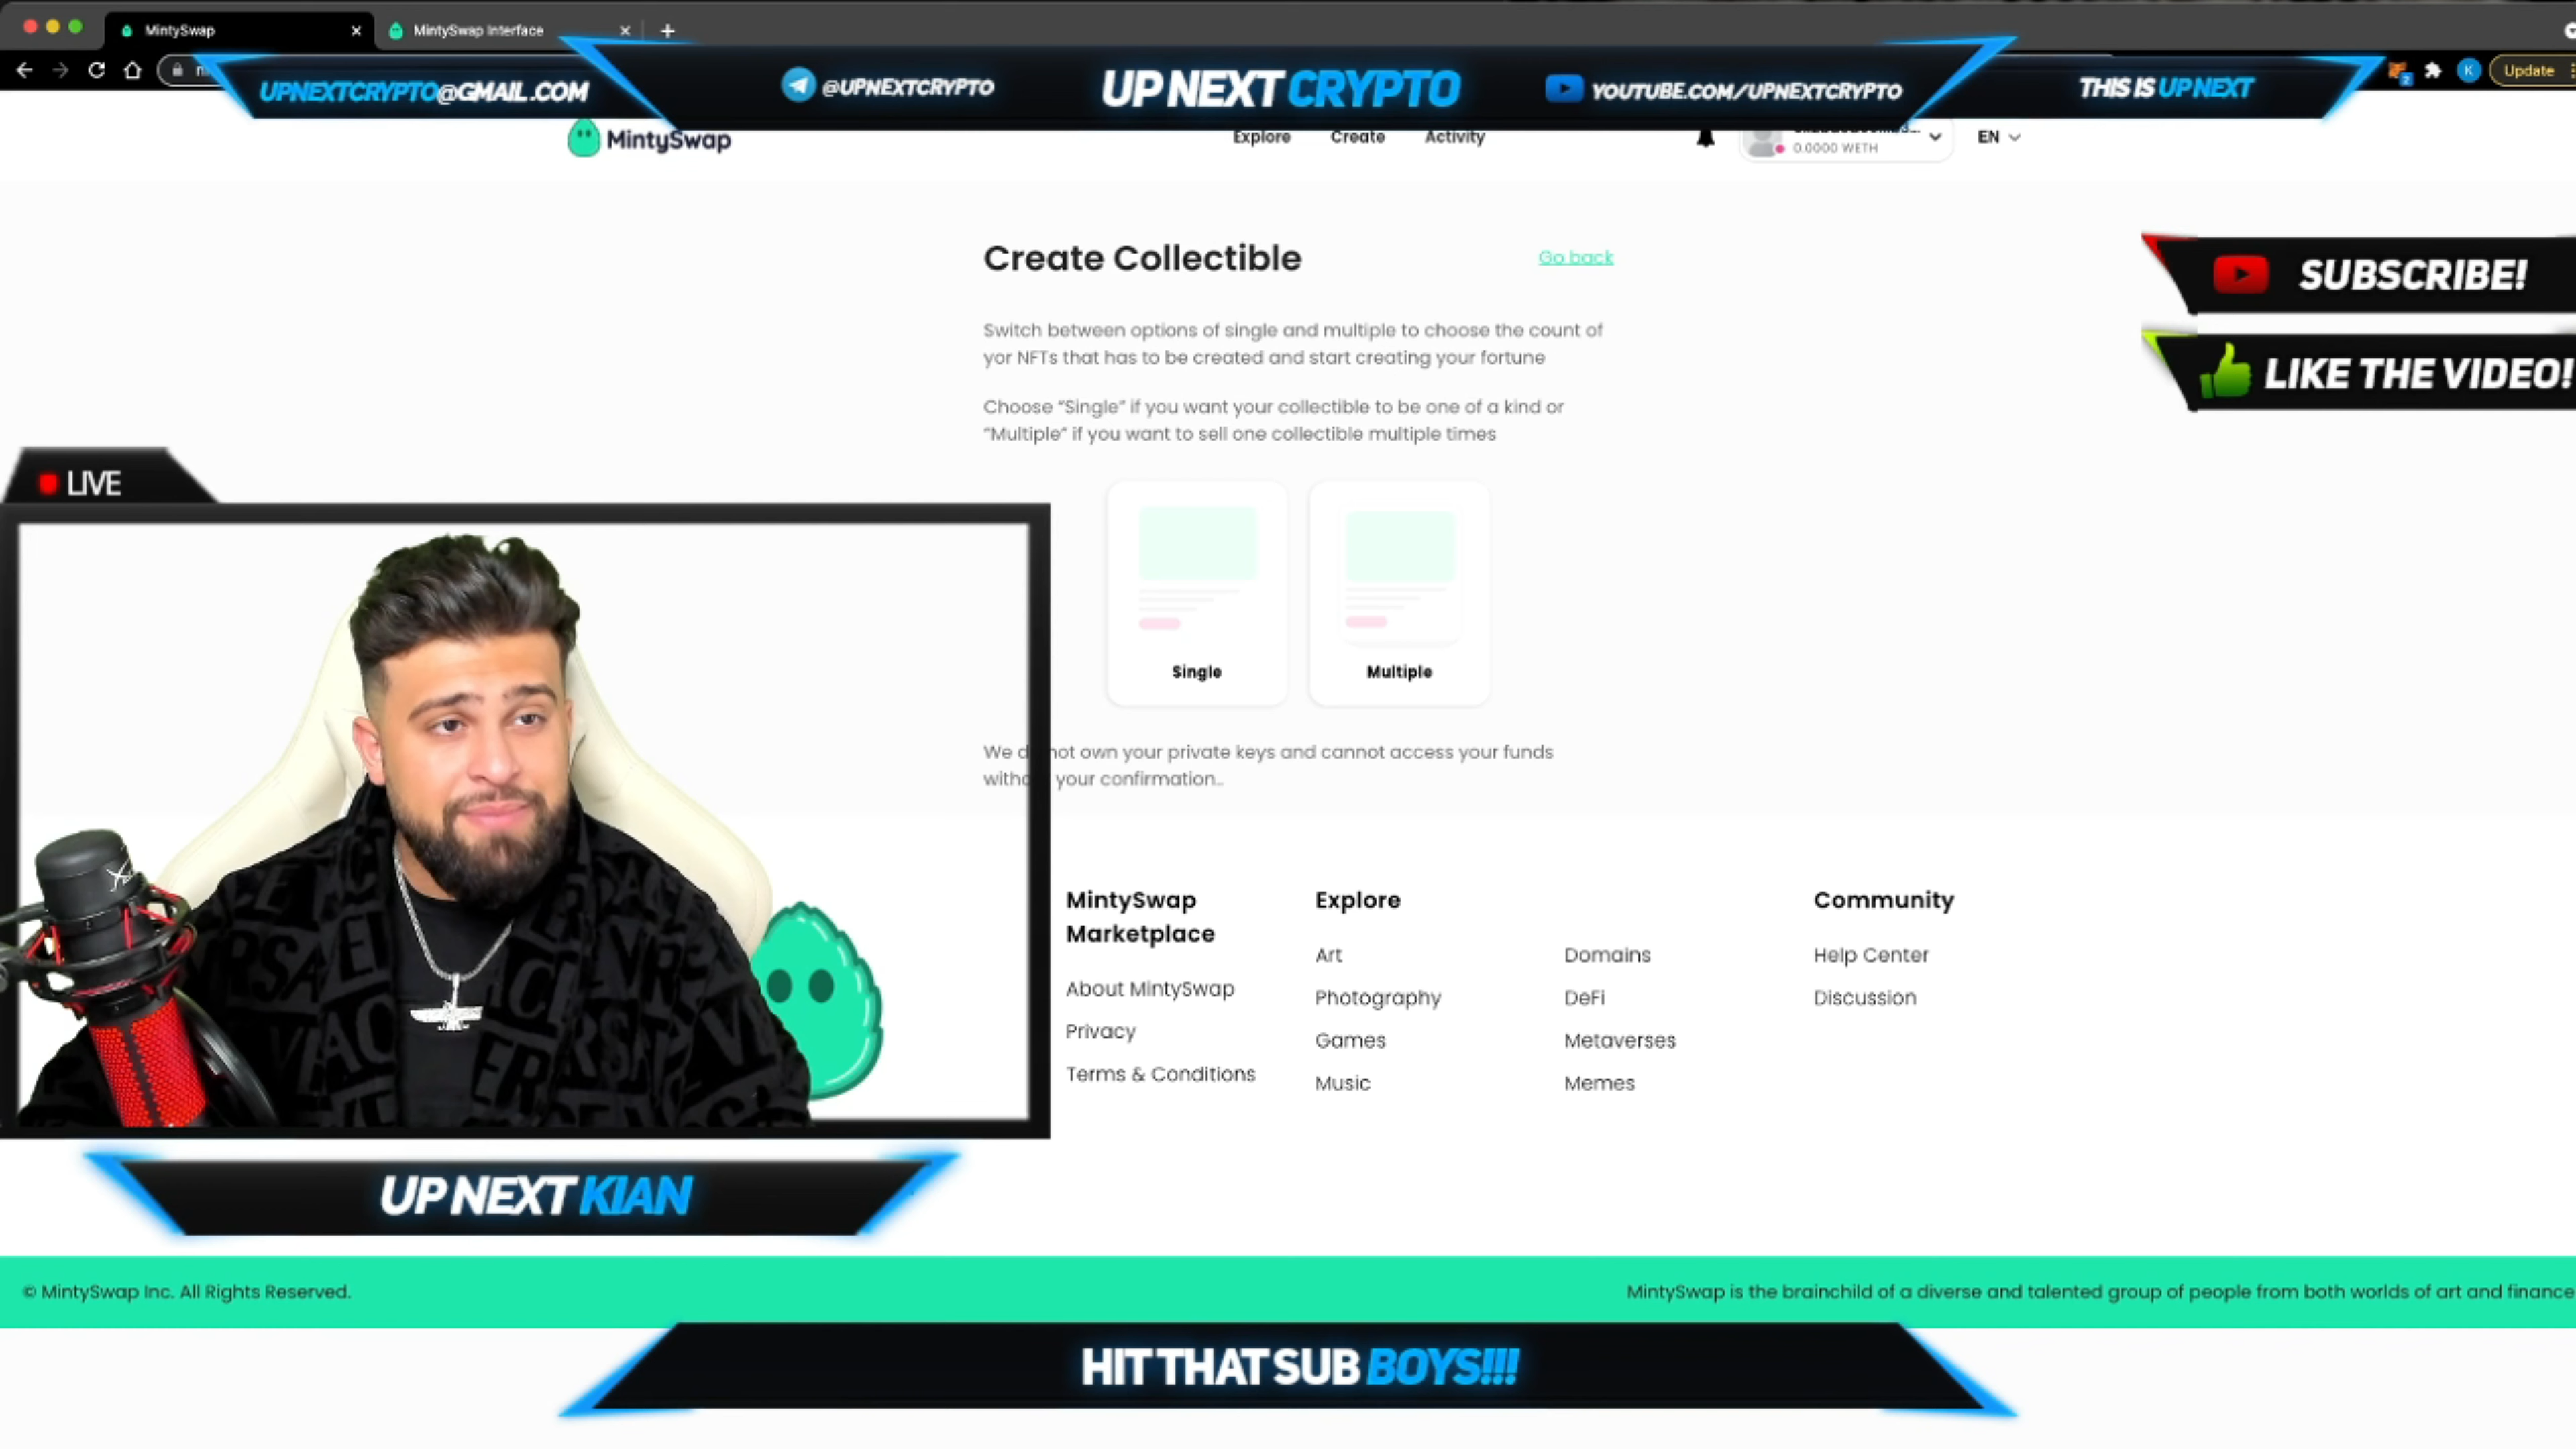 MintySwap
MintySwap Interface
Update
UPNEXTCRYPTO@GMAIL.COM
@UPNEXTCRYPTO
UP NEXT CRYPTO
YOUTUBE.COM/UPNEXTCRYPTO
THIS IS UP NEXT
K
2
MintySwap
Explore
Create
Activity
0.0000 WETH
EN
Create Collectible
Go back
SUBSCRIBE!
LIKE THE VIDEO!
Switch between options of single and multiple to choose the count of
yor NFTs that has to be created and start creating your fortune
Choose “Single” if you want your collectible to be one of a kind or
“Multiple” if you want to sell one collectible multiple times
LIVE
Single
Multiple
We d not own your private keys and cannot access your funds
witho your confirmation..
MintySwap
Marketplace
About MintySwap
Privacy
Terms & Conditions
Explore
Art
Photography
Games
Music
Domains
DeFi
Metaverses
Memes
Community
Help Center
Discussion
UP NEXT KIAN
© MintySwap Inc. All Rights Reserved.
MintySwap is the brainchild of a diverse and talented group of people from both worlds of art and finance
HIT THAT SUB BOYS!!!